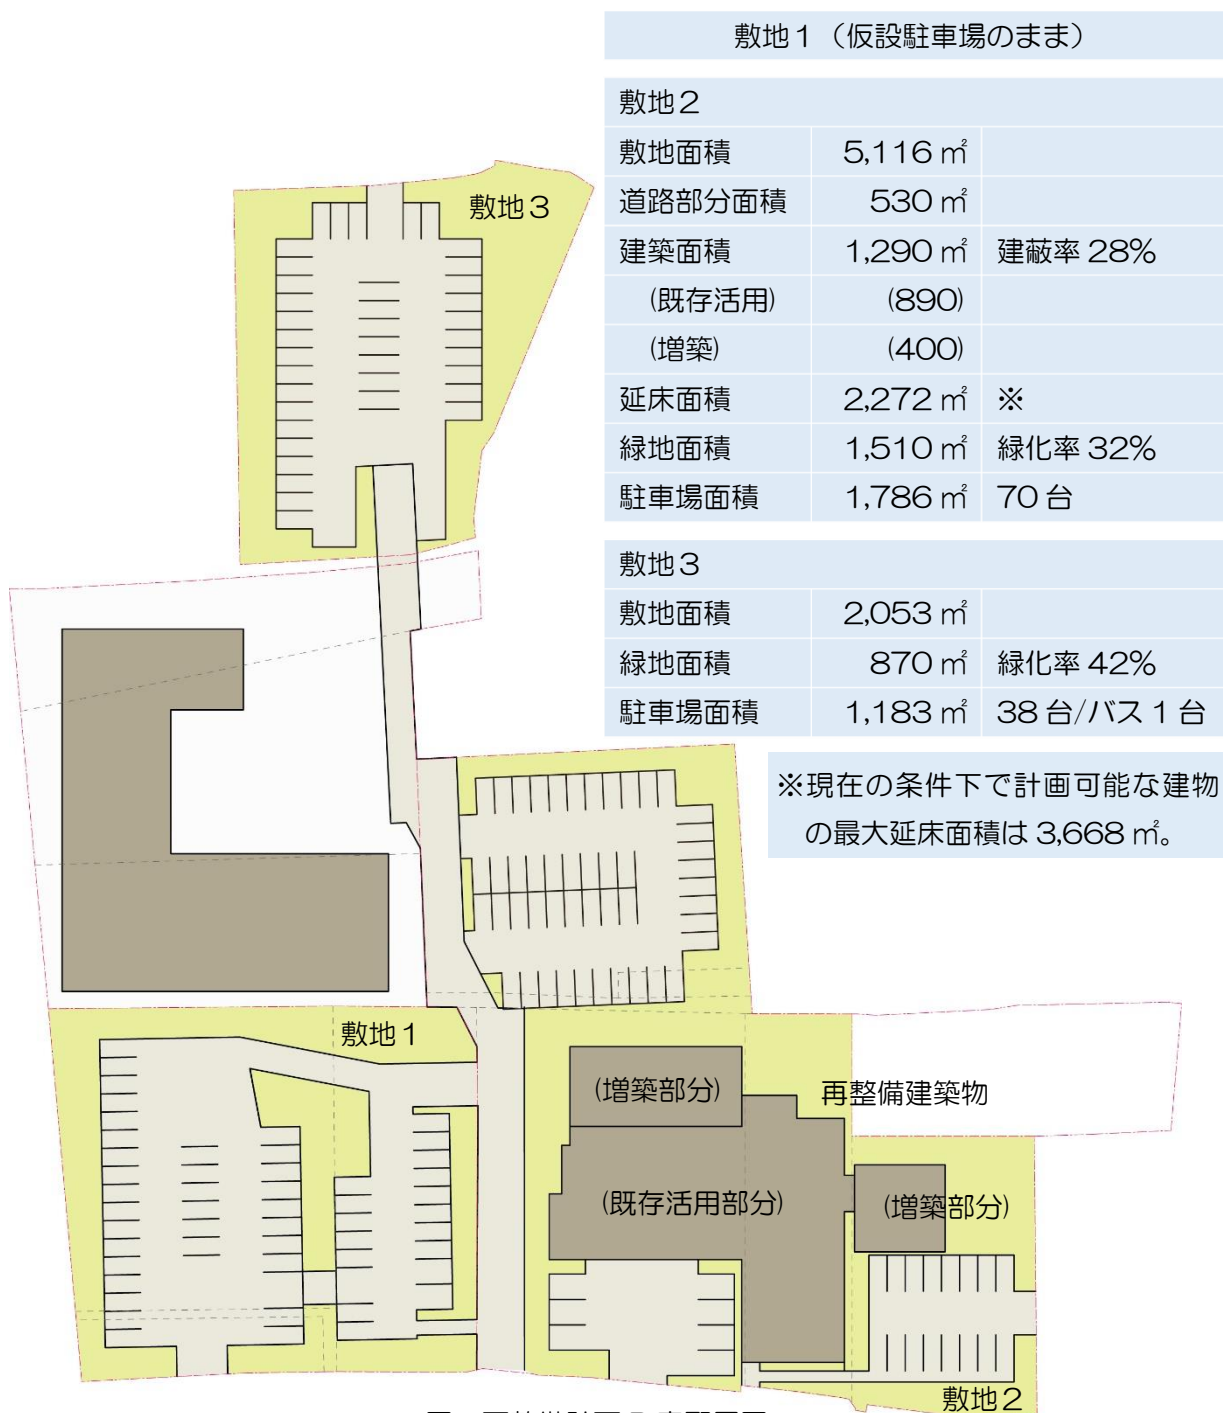 敷地1（仮設駐車場のまま）
敷地2
敷地面積 5,116㎡
道路部分面積 530㎡
建築面積 1,290㎡ 建蔽率28%
(既存活用) (890)
(増築) (400)
延床面積 2,272㎡ ※
緑地面積 1,510㎡ 緑化率32%
駐車場面積 1,786㎡ 70台
敷地3
敷地面積 2,053㎡
緑地面積 870㎡ 緑化率42%
駐車場面積 1,183㎡ 38台/バス1台
※現在の条件下で計画可能な建物
の最大延床面積は3,668㎡。
敷地3
敷地1
(増築部分)
再整備建築物
(既存活用部分)
(増築部分)
敷地2